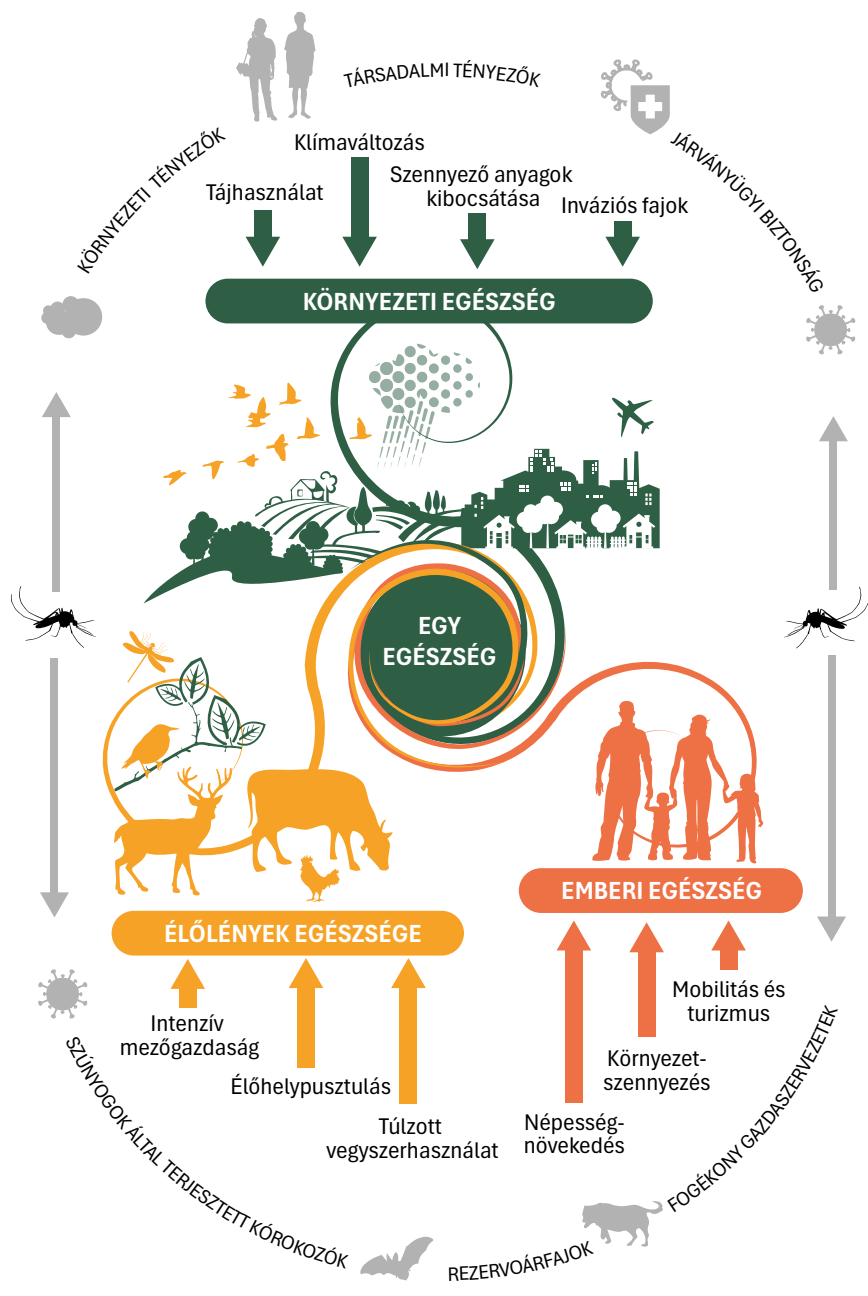 TÁRSADALMI TÉNYEZŐK
KÖRNYEZETI TÉNYEZŐK
JÁRVÁNYÜGYI BIZTONSÁG
Klímaváltozás
Tájhasználat
Szennyező anyagok
kibocsátása
Inváziós fajok
KÖRNYEZETI EGÉSZSÉG
EGY
EGÉSZSÉG
EMBERI EGÉSZSÉG
ÉLŐLÉNYEK EGÉSZSÉGE
Intenzív
mezőgazdaság
Élőhelypusztulás
Túlzott
vegyszerhasználat
Mobilitás és
turizmus
Környezet-
szennyezés
Népesség-
növekedés
SZÚNYOGOK ÁLTAL TERJESZTETT KÓROKOZÓK
REZERVOÁRFAJOK
FOGÉKONY GAZDASZERVEZETEK